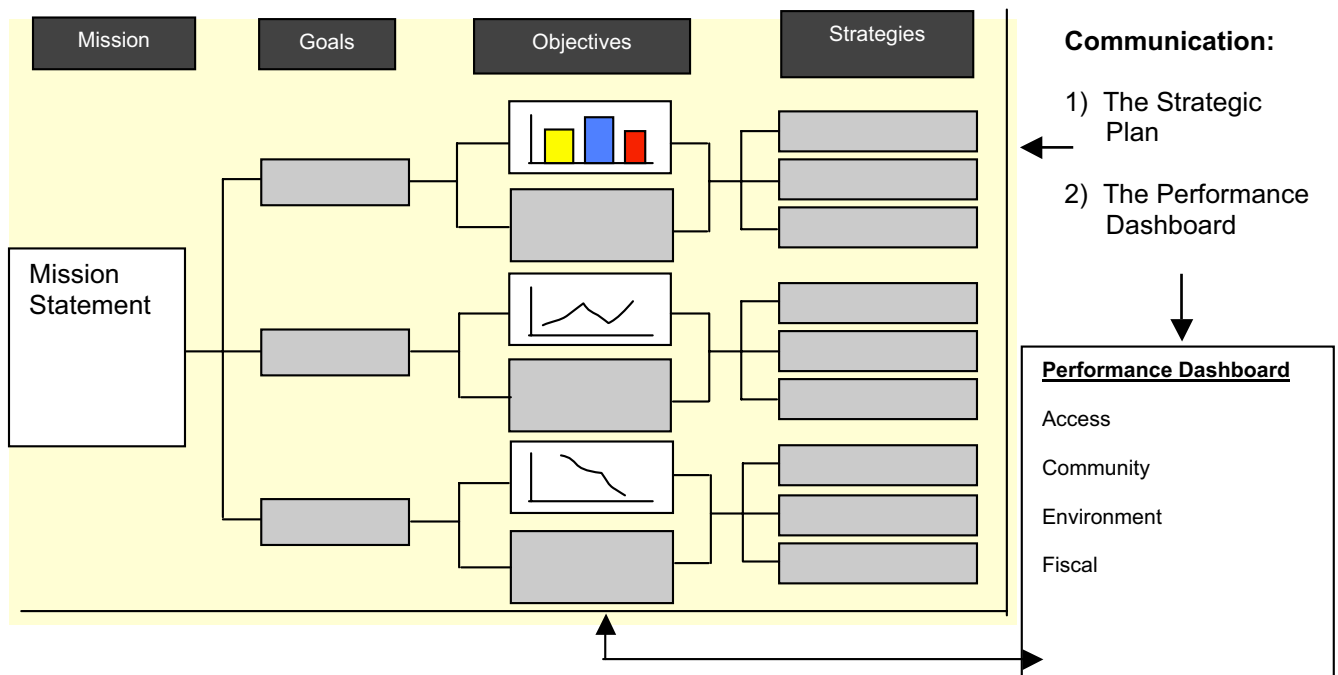 Mission
Goals
Objectives
Strategies
Communication:
1) The Strategic
Plan
2) The Performance
Dashboard
Mission
Statement
Performance Dashboard
Access
Community
Environment
Fiscal